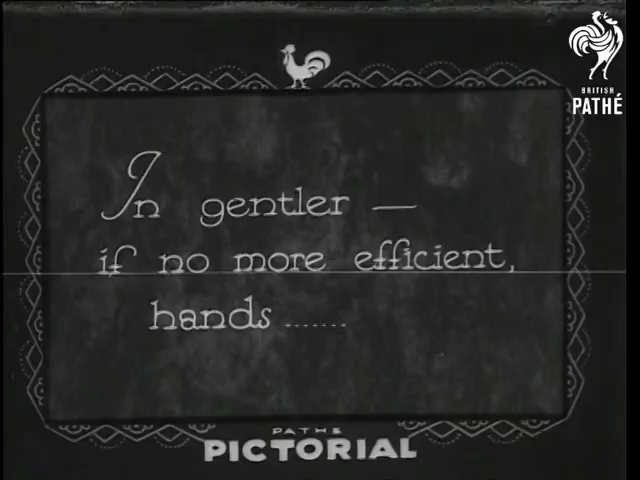 BRITISH
PATHÉ
In gentler —
if no more efficient,
hands .......
PATHE
PICTORIAL